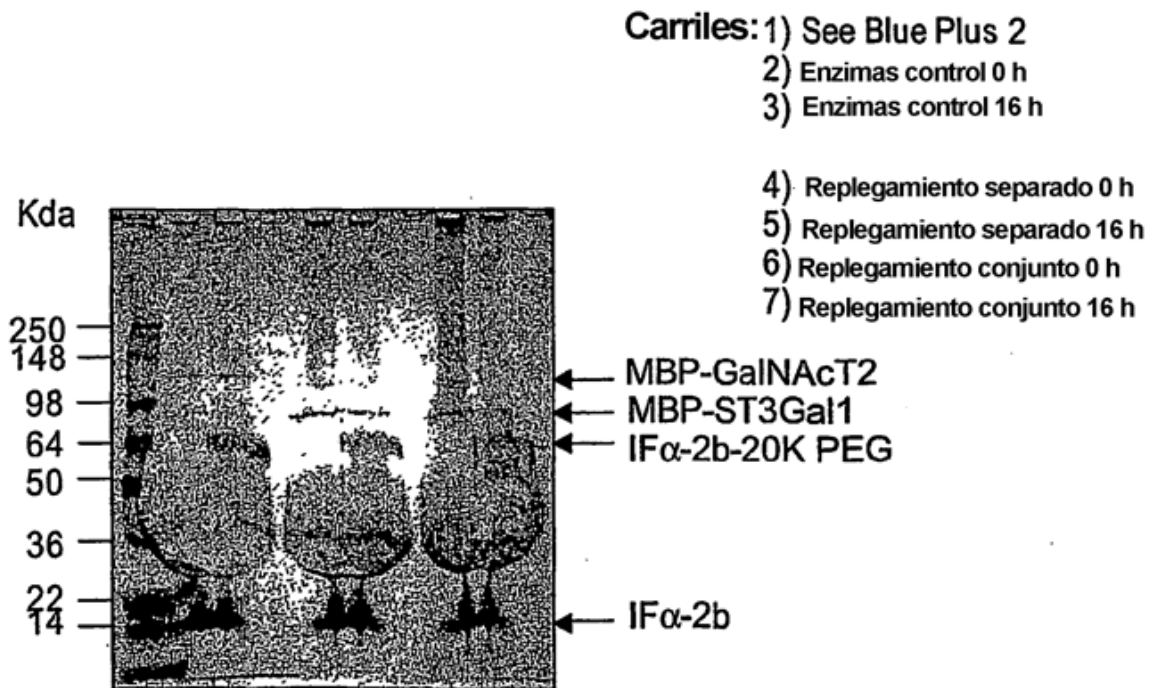 Carriles: 1) See Blue Plus 2
2) Enzimas control 0 h
3) Enzimas control 16 h
4) Replegamiento separado 0 h
5) Replegamiento separado 16 h
6) Replegamiento conjunto 0 h
7) Replegamiento conjunto 16 h
Kda
250
148
98
64
50
36
22
14
MBP-GalNAcT2
MBP-ST3Gal1
IFα-2b-20K PEG
IFα-2b